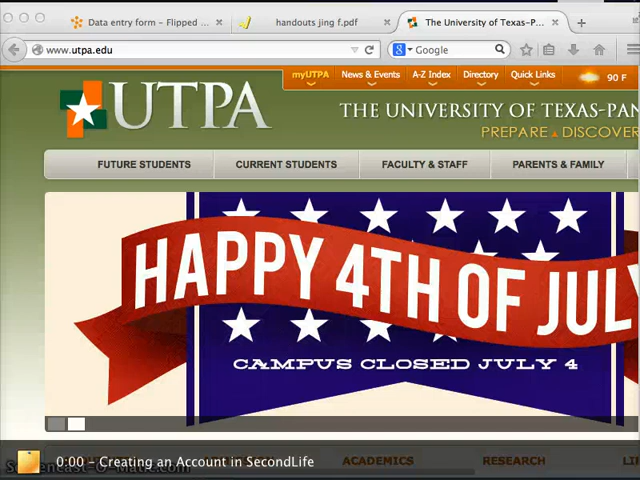 Data entry form – Flipped ...
handouts jing f.pdf
The University of Texas-P...
www.utpa.edu
Google
myUTPA
News & Events
A-Z Index
Directory
Quick Links
90 F
UTPA
THE UNIVERSITY OF TEXAS-PAN
PREPARE DISCOVER
FUTURE STUDENTS
CURRENT STUDENTS
FACULTY & STAFF
PARENTS & FAMILY
HAPPY 4TH OF JULY
CAMPUS CLOSED JULY 4
0:00 – Creating an Account in SecondLife
ACADEMICS
RESEARCH